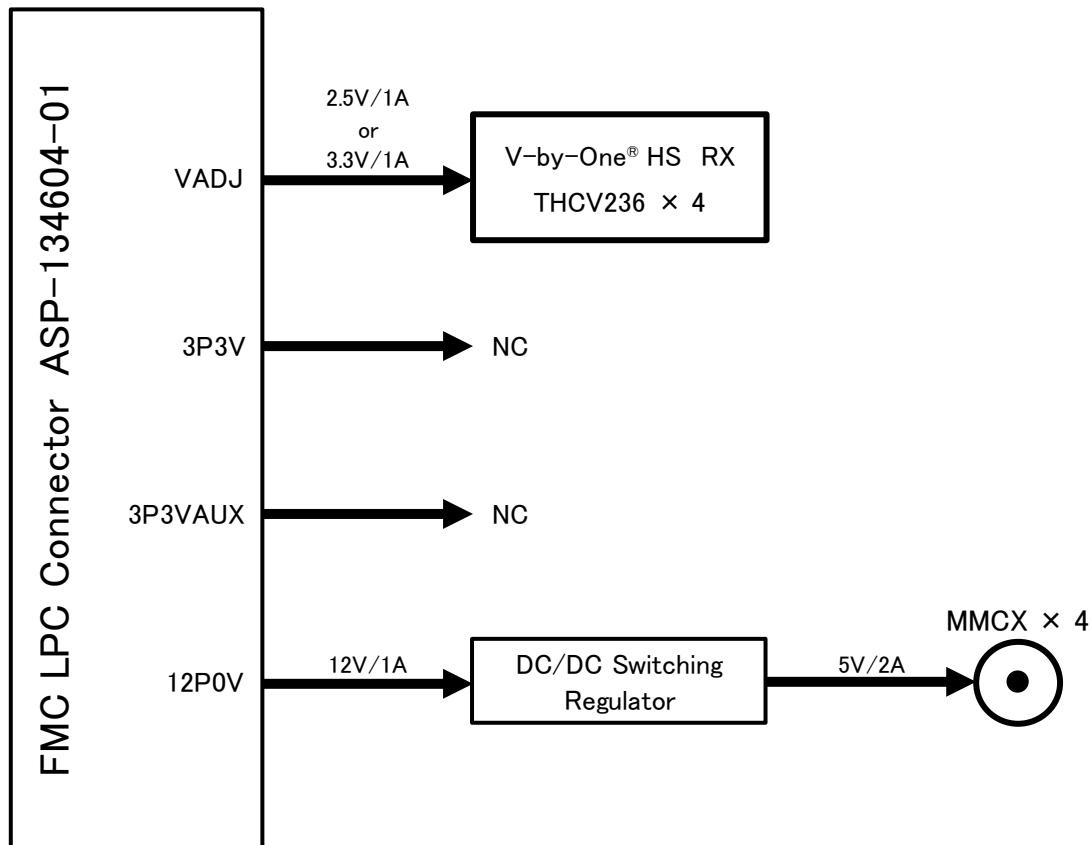 FMC LPC Connector ASP-134604-01
VADJ
2.5V/1A
or
3.3V/1A
V-by-One® HS RX
THCV236 × 4
3P3V
NC
3P3VAUX
NC
12P0V
12V/1A
DC/DC Switching
Regulator
5V/2A
MMCX × 4